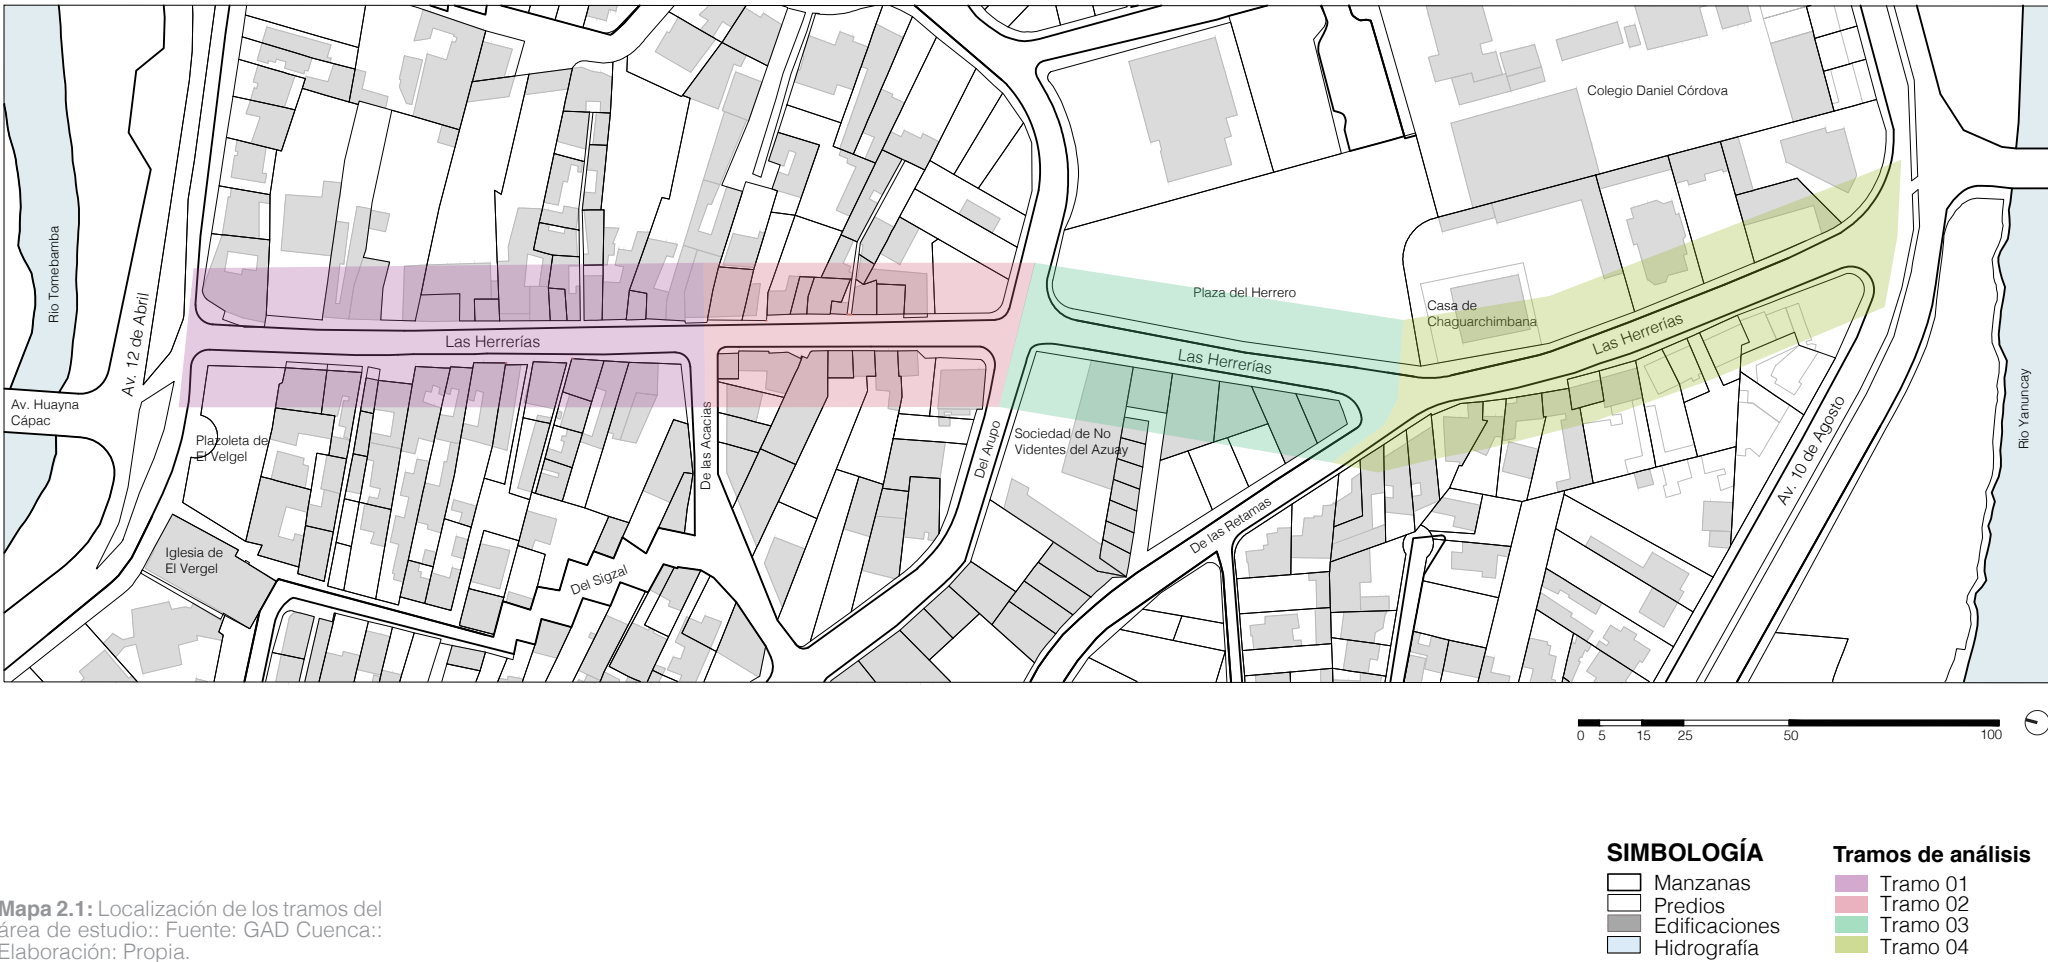 Colegio Daniel Córdova
Rio Tomebamba
Av. 12 de Abril
Plaza del Herrero
Casa de
Chaguarchimbana
Las Herrerías
Las Herrerías
Las Herrerías
Av. Huayna
Cápac
Plazoleta de
El Velgel
De las Acacias
Del Arupo
Sociedad de No
Videntes del Azuay
Av. 10 de Agosto
Rio Yanuncay
De las Retamas
Iglesia de
El Vergel
Del Sigzal
0 5 15 25 50 100
SIMBOLOGÍA
Manzanas
Predios
Edificaciones
Hidrografía
Tramos de análisis
Tramo 01
Tramo 02
Tramo 03
Tramo 04
Mapa 2.1: Localización de los tramos del
área de estudio:: Fuente: GAD Cuenca::
Elaboración: Propia.